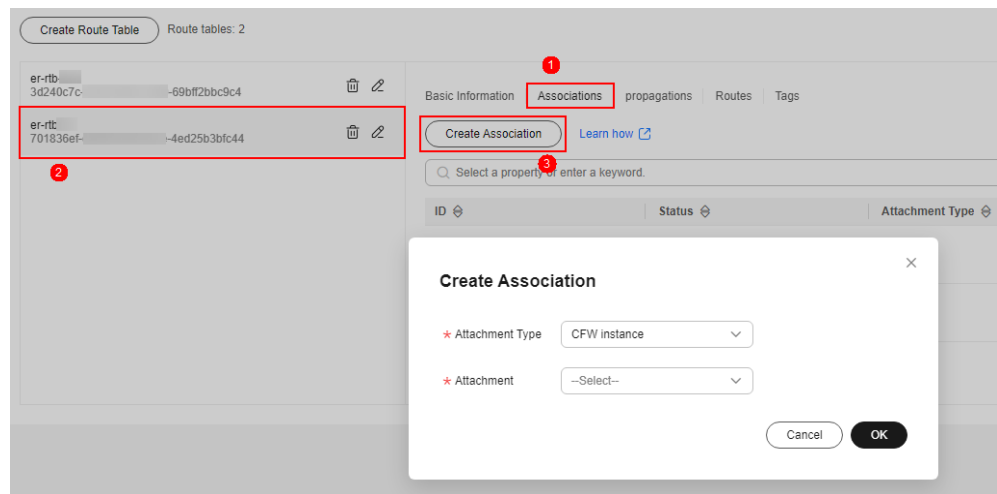 Create Route Table Route tables: 2
er-rtb-
3d240c7c- -69bff2bbc9c4
er-rtb
701836ef- -4ed25b3bfc44
2
1
Basic Information Associations propagations Routes Tags
Create Association Learn how
3
Select a property or enter a keyword.
ID Status Attachment Type
Create Association
* Attachment Type CFW instance
* Attachment --Select--
Cancel OK